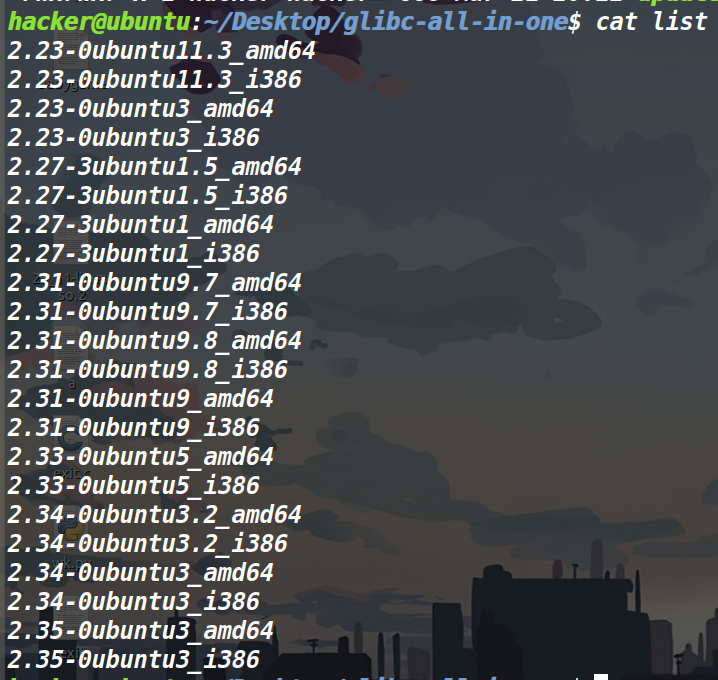 hacker@ubuntu:~/Desktop/glibc-all-in-one$ cat list
2.23-0ubuntu11.3_amd64
2.23-0ubuntu11.3_i386
2.23-0ubuntu3_amd64
2.23-0ubuntu3_i386
2.27-3ubuntu1.5_amd64
2.27-3ubuntu1.5_i386
2.27-3ubuntu1_amd64
2.27-3ubuntu1_i386
2.31-0ubuntu9.7_amd64
2.31-0ubuntu9.7_i386
2.31-0ubuntu9.8_amd64
2.31-0ubuntu9.8_i386
2.31-0ubuntu9_amd64
2.31-0ubuntu9_i386
2.33-0ubuntu5_amd64
2.33-0ubuntu5_i386
2.34-0ubuntu3.2_amd64
2.34-0ubuntu3.2_i386
2.34-0ubuntu3_amd64
2.34-0ubuntu3_i386
2.35-0ubuntu3_amd64
2.35-0ubuntu3_i386